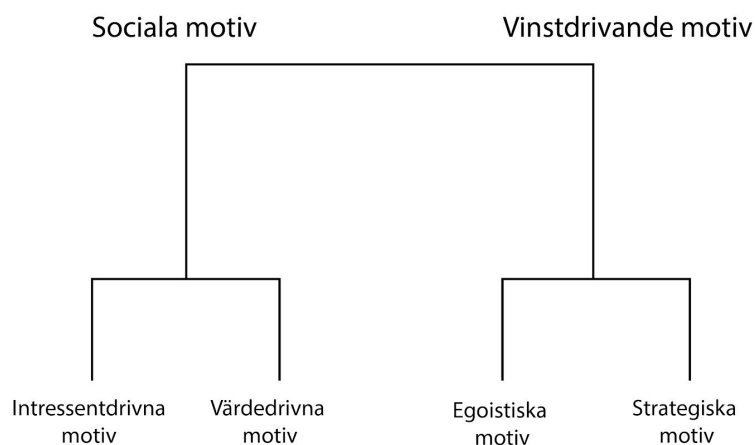 Sociala motiv
Vinstdrivande motiv
Intressentdrivna
motiv
Värdedrivna
motiv
Egoistiska
motiv
Strategiska
motiv